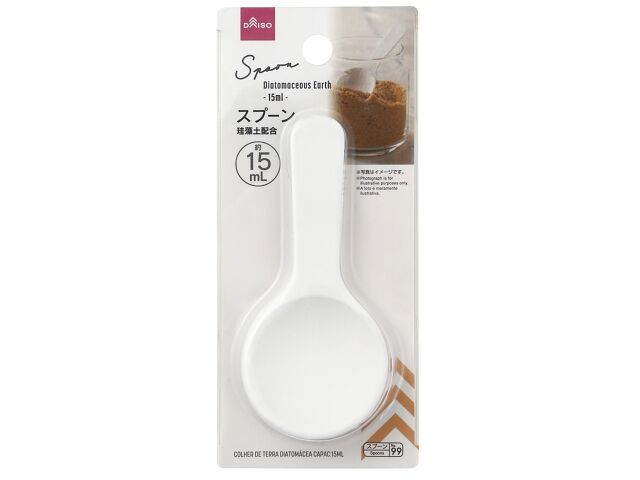 DAISO
Spoon
Diatomaceous Earth
- 15ml -
スプーン
珪藻土配合
約
15
mL
※写真はイメージです。
※Photograph is for
illustrative purposes only.
※A foto é meramente
ilustrativa.
COLHER DE TERRA DIATOMÁCEA CAPAC.15ML
スプーン
Spoons
No.
99